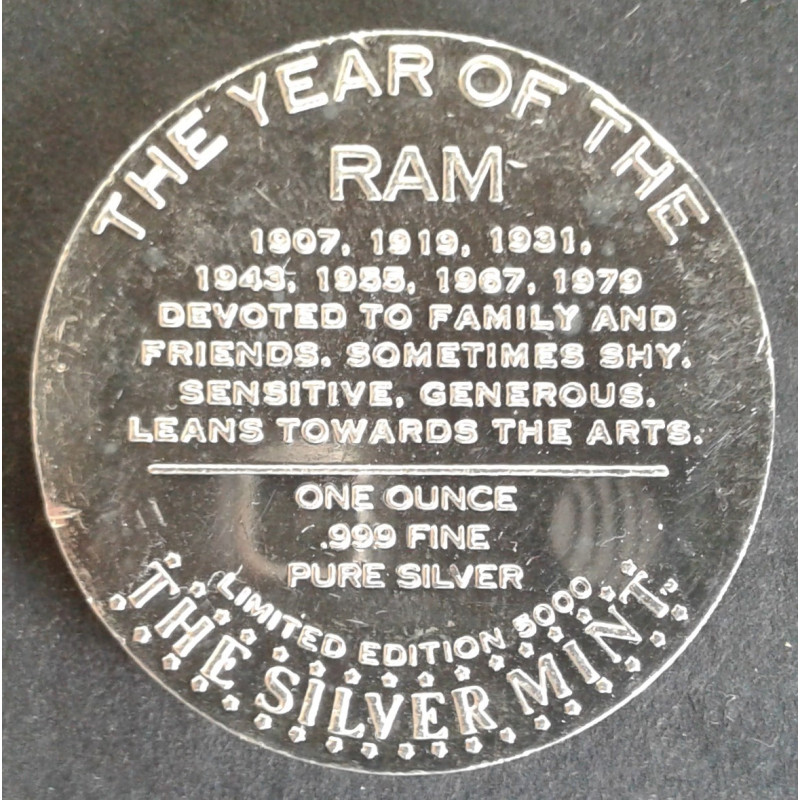 THE YEAR OF THE
RAM
1907, 1919, 1931,
1943, 1955, 1967, 1979
DEVOTED TO FAMILY AND
FRIENDS. SOMETIMES SHY.
SENSITIVE, GENEROUS.
LEANS TOWARDS THE ARTS.
ONE OUNCE
.999 FINE
PURE SILVER
LIMITED EDITION 5000
THE SILVER MINT™